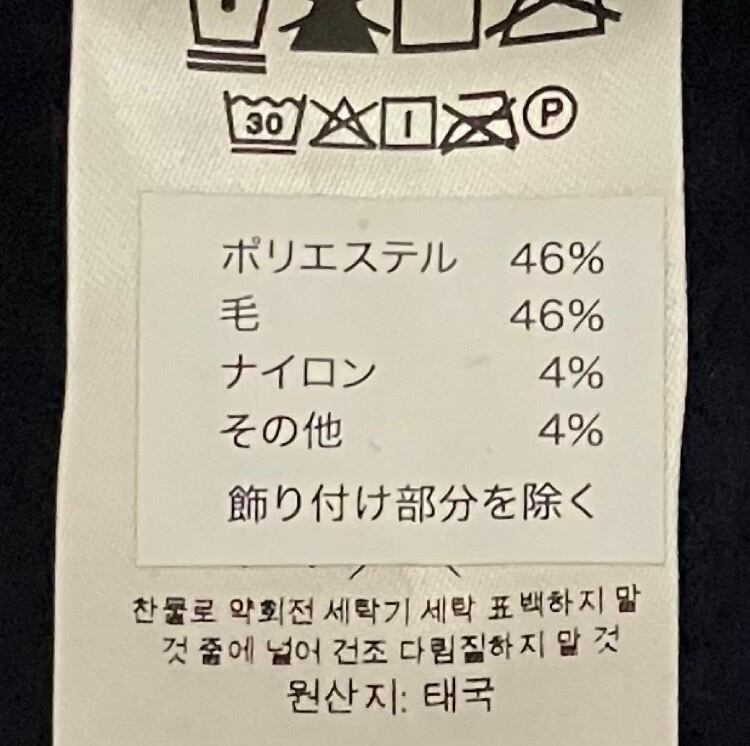 30 P
ポリエステル 46%
毛 46%
ナイロン 4%
その他 4%
飾り付け部分を除く
찬물로 약회전 세탁기 세탁 표백하지 말
것 줄에 널어 건조 다림질하지 말 것
원산지: 태국